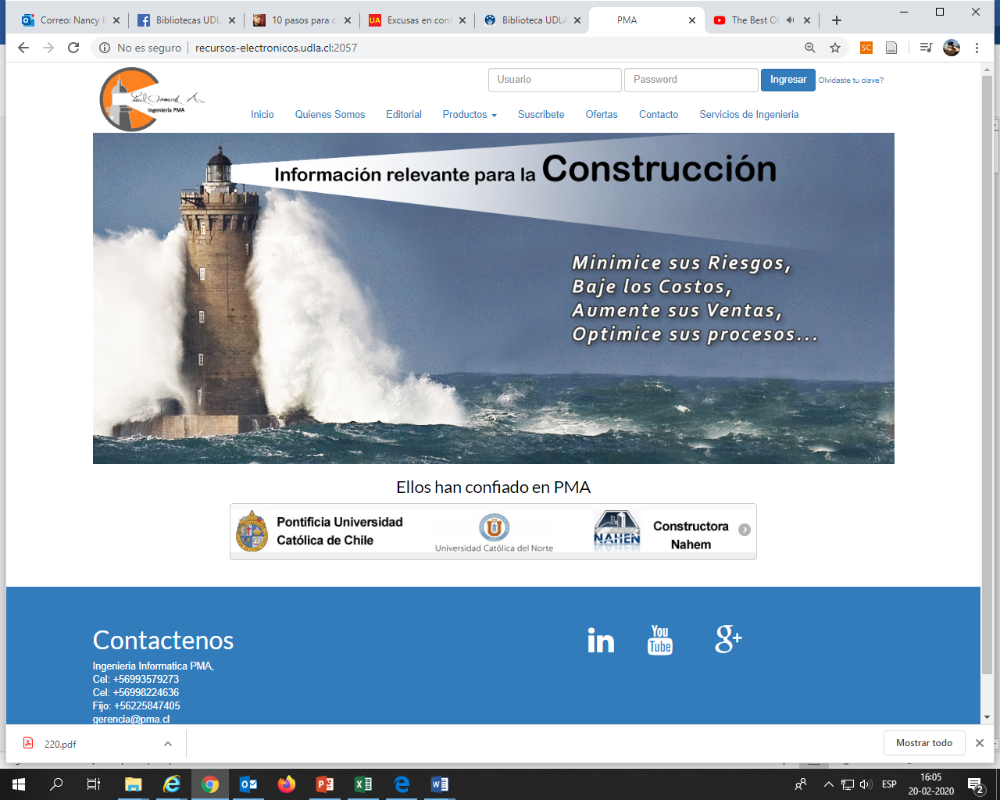 Correo: Nancy B
Bibliotecas UDL
10 pasos para c
Excusas en cont
Biblioteca UDLA
PMA
The Best Of
No es seguro
recursos-electronicos.udla.cl:2057
Usuario
Password
Ingresar
Olvidaste tu clave?
Ingeniería PMA
Inicio
Quienes Somos
Editorial
Productos
Suscribete
Ofertas
Contacto
Servicios de Ingenieria
Información relevante para la Construcción
Minimice sus Riesgos,
Baje los Costos,
Aumente sus Ventas,
Optimice sus procesos...
Ellos han confiado en PMA
Pontificia Universidad
Católica de Chile
Universidad Católica del Norte
NAHEN
Constructora
Nahem
Contactenos
You
Tube
Ingenieria Informatica PMA,
Cel: +56993579273
Cel: +56998224636
Fijo: +56225847405
gerencia@pma.cl
220.pdf
Mostrar todo
ESP
16:05
20-02-2020
2